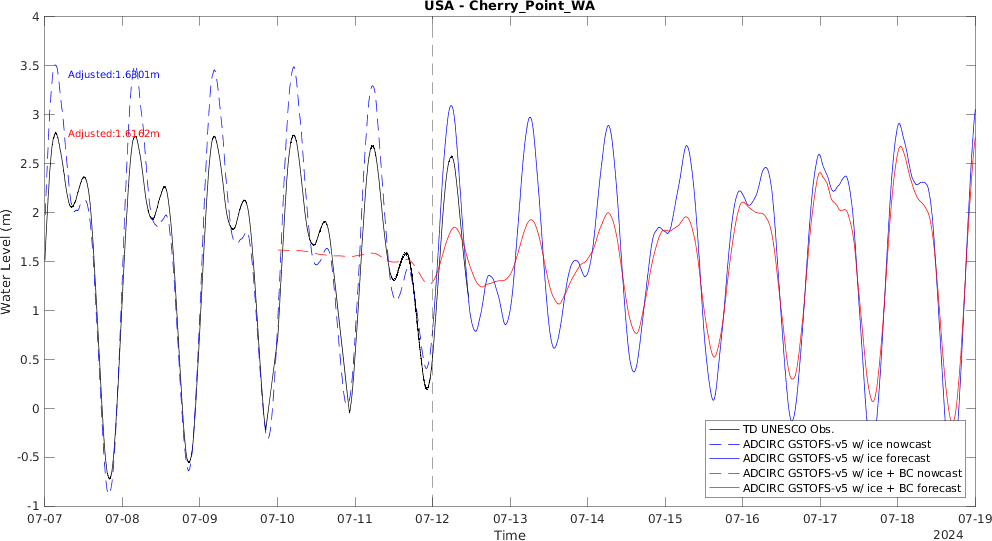 USA - Cherry_Point_WA
4
3.5
3
2.5
2
1.5
1
0.5
0
-0.5
-1
Water Level (m)
Adjusted:1.6301m
Adjusted:1.6162m
TD UNESCO Obs.
ADCIRC GSTOFS-v5 w/ ice nowcast
ADCIRC GSTOFS-v5 w/ ice forecast
ADCIRC GSTOFS-v5 w/ ice + BC nowcast
ADCIRC GSTOFS-v5 w/ ice + BC forecast
07-07 07-08 07-09 07-10 07-11 07-12 07-13 07-14 07-15 07-16 07-17 07-18 07-19
Time
2024